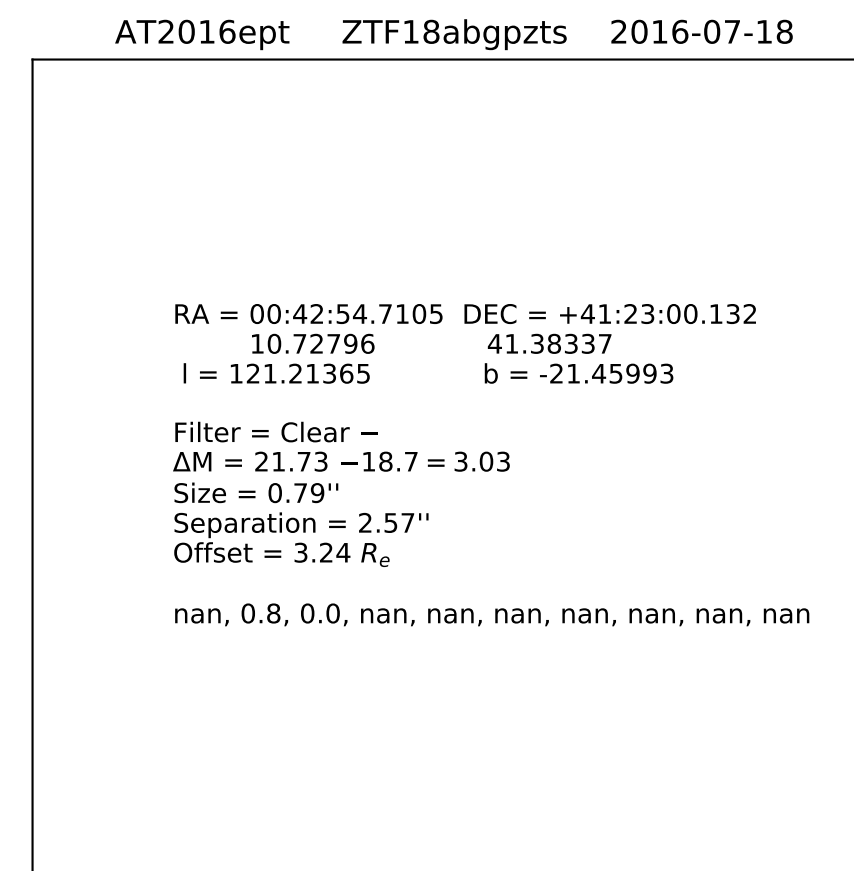 AT2016ept ZTF18abgpzts 2016-07-18
RA = 00:42:54.7105 DEC = +41:23:00.132
10.72796 41.38337
l = 121.21365 b = -21.45993
Filter = Clear −
ΔM = 21.73 −18.7 = 3.03
Size = 0.79''
Separation = 2.57''
Offset = 3.24 Rₑ
nan, 0.8, 0.0, nan, nan, nan, nan, nan, nan, nan